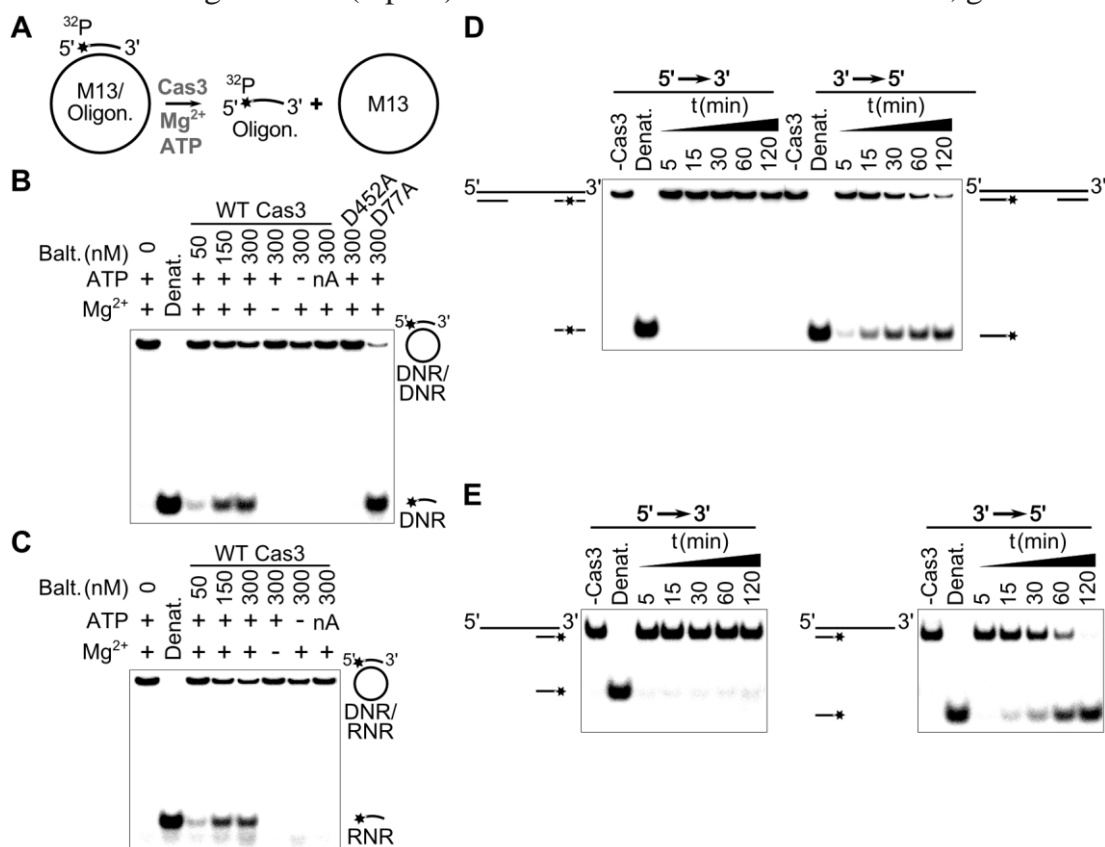 A
32P
5' 3'
M13/
Oligon.
Cas3
Mg2+
ATP
32P
5' 3'
Oligon.
+
M13
B
WT Cas3
D452A
D77A
Balt.(nM) 0 Denat. 50 150 300 300 300 300 300 300
ATP + + + + + - nA + +
Mg2+ + + + + - + + + +
5' 3'
DNR/
DNR
DNR
C
WT Cas3
Balt.(nM) 0 Denat. 50 150 300 300 300 300
ATP + + + + + - nA
Mg2+ + + + + - + +
5' 3'
DNR/
RNR
RNR
D
5' → 3' 3' → 5'
t(min) t(min)
-Cas3 Denat. 5 15 30 60 120 -Cas3 Denat. 5 15 30 60 120
5' 3' 5' 3'
E
5' → 3' 3' → 5'
t(min) t(min)
-Cas3 Denat. 5 15 30 60 120 -Cas3 Denat. 5 15 30 60 120
5' 3' 5' 3'